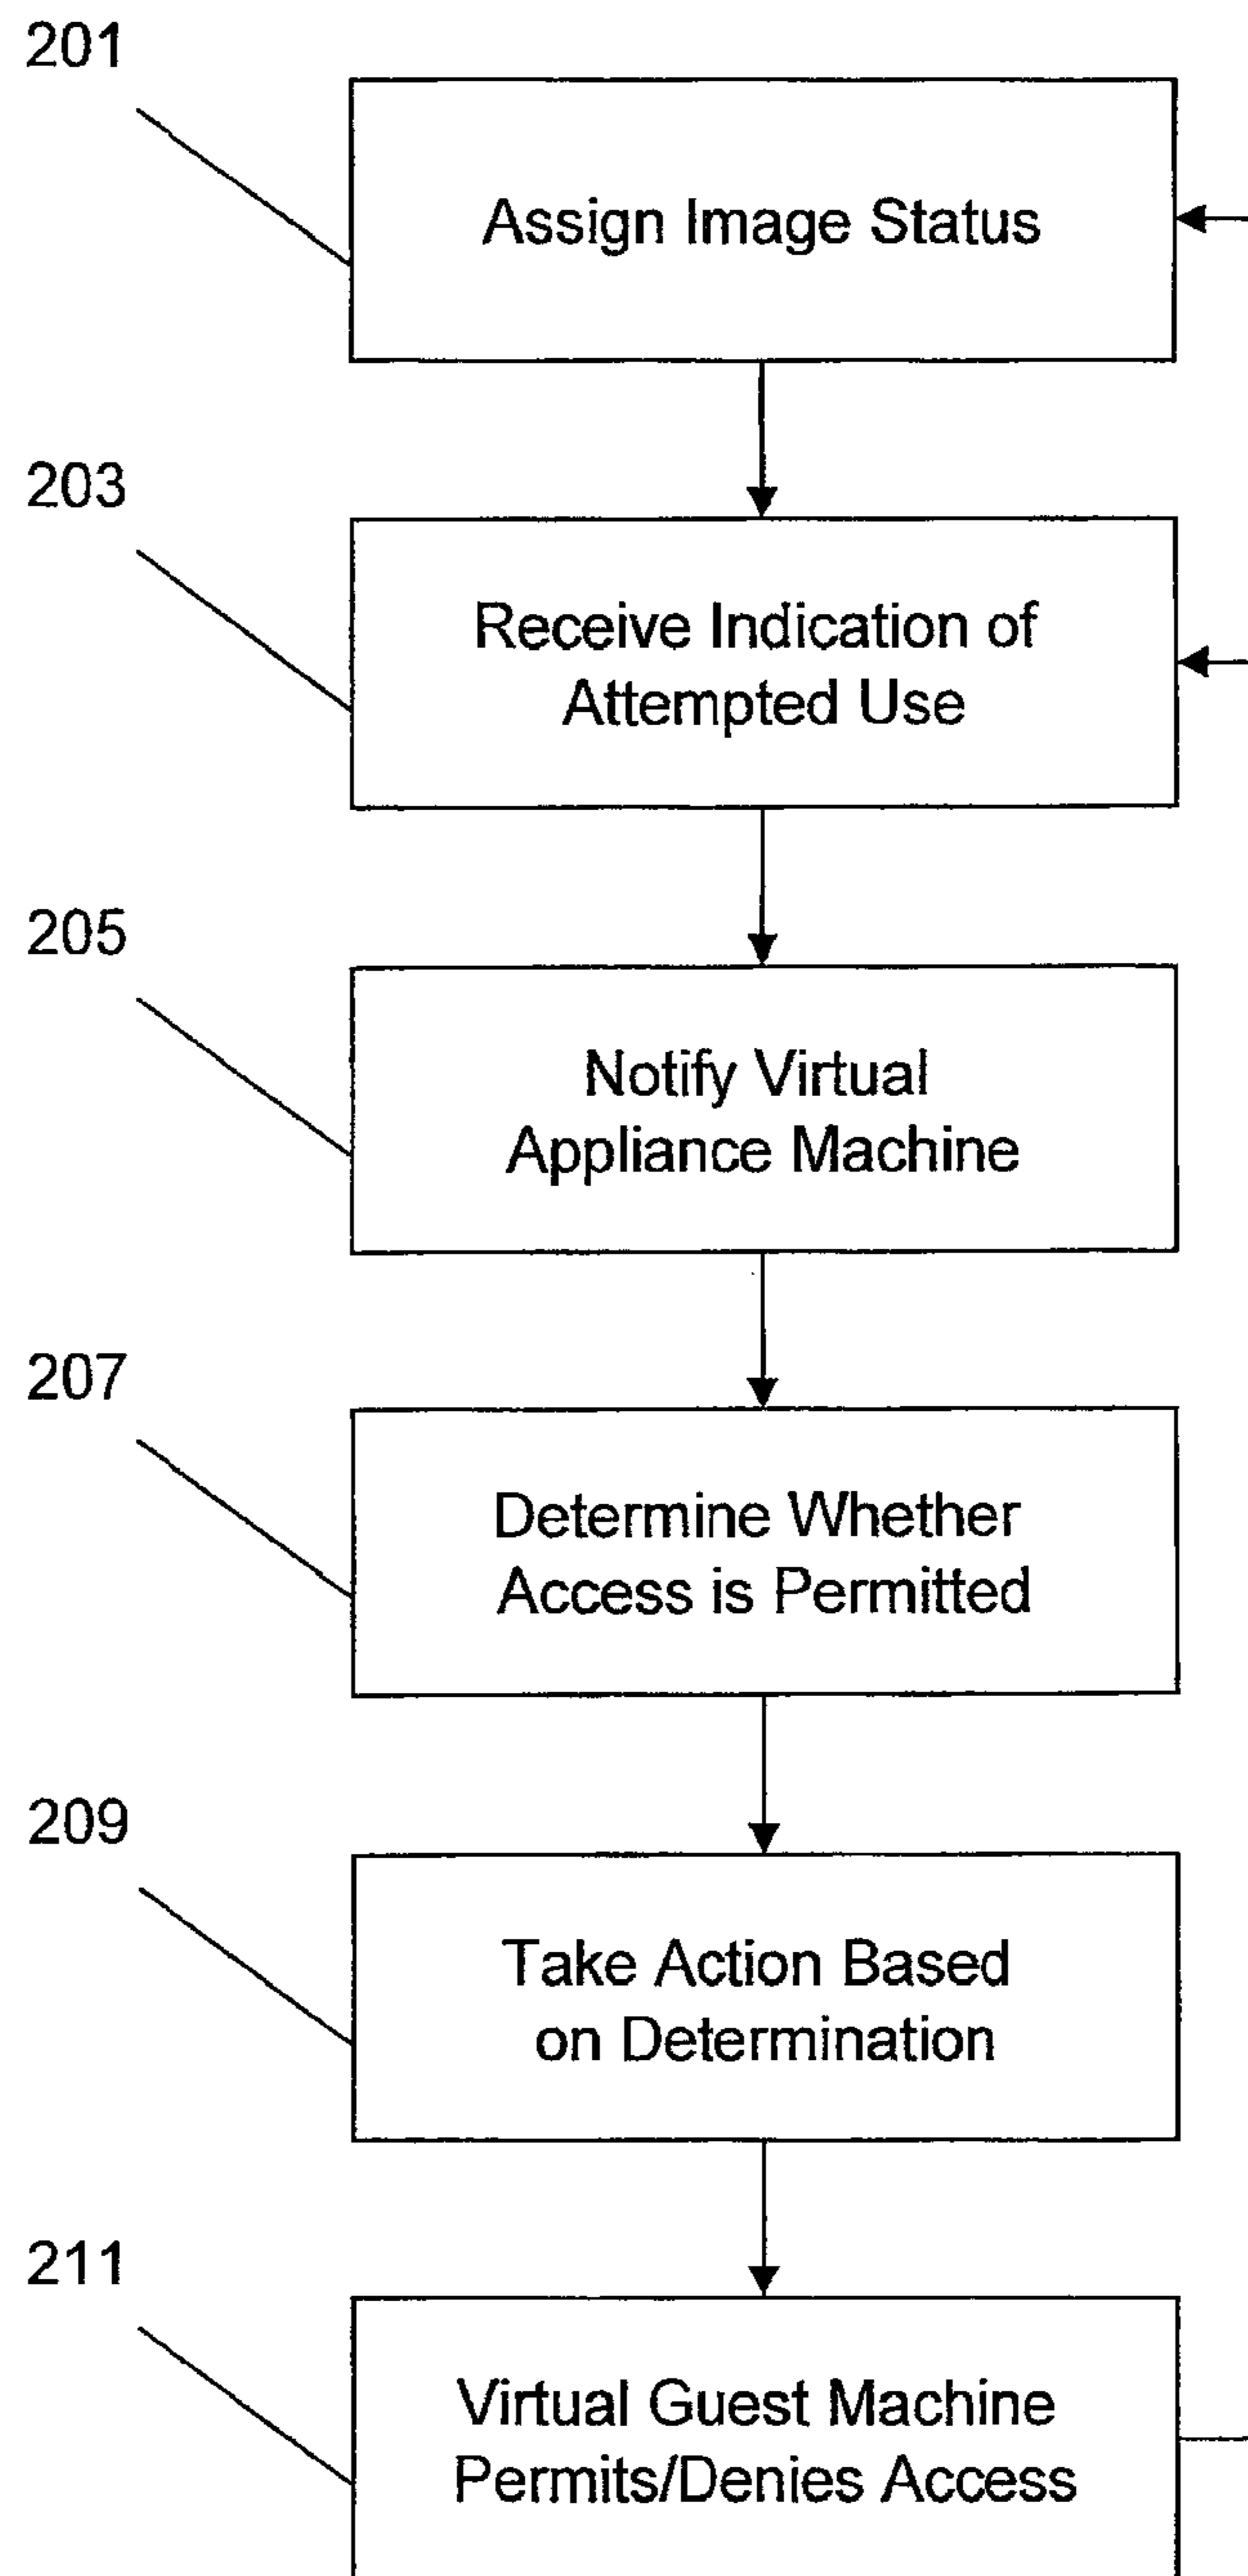 201
Assign Image Status
203
Receive Indication of
Attempted Use
205
Notify Virtual
Appliance Machine
207
Determine Whether
Access is Permitted
209
Take Action Based
on Determination
211
Virtual Guest Machine
Permits/Denies Access